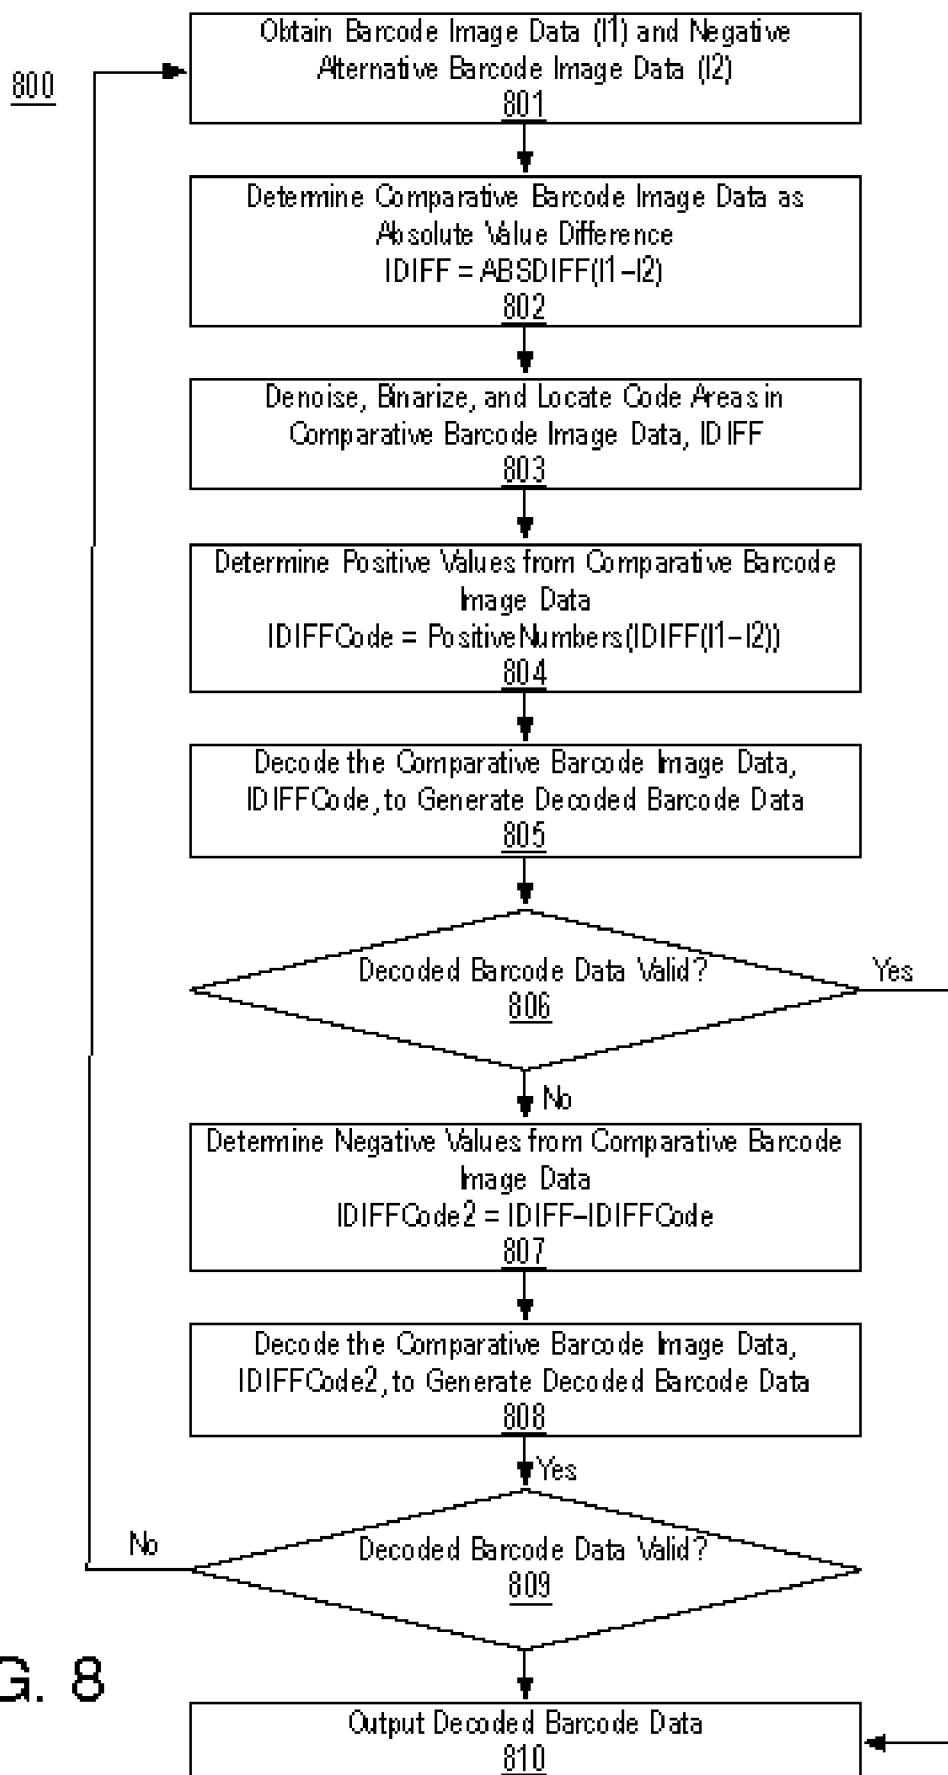 800
Obtain Barcode Image Data (I1) and Negative
Alternative Barcode Image Data (I2)
801
Determine Comparative Barcode Image Data as
Absolute Value Difference
IDIFF = ABSDIFF(I1–I2)
802
Denoise, Binarize, and Locate Code Areas in
Comparative Barcode Image Data, IDIFF
803
Determine Positive Values from Comparative Barcode
Image Data
IDIFFCode = PositiveNumbers(IDIFF(I1–I2))
804
Decode the Comparative Barcode Image Data,
IDIFFCode, to Generate Decoded Barcode Data
805
Decoded Barcode Data Valid?
806
Yes
No
Determine Negative Values from Comparative Barcode
Image Data
IDIFFCode2 = IDIFF–IDIFFCode
807
Decode the Comparative Barcode Image Data,
IDIFFCode2, to Generate Decoded Barcode Data
808
Yes
No
Decoded Barcode Data Valid?
809
G. 8
Output Decoded Barcode Data
810